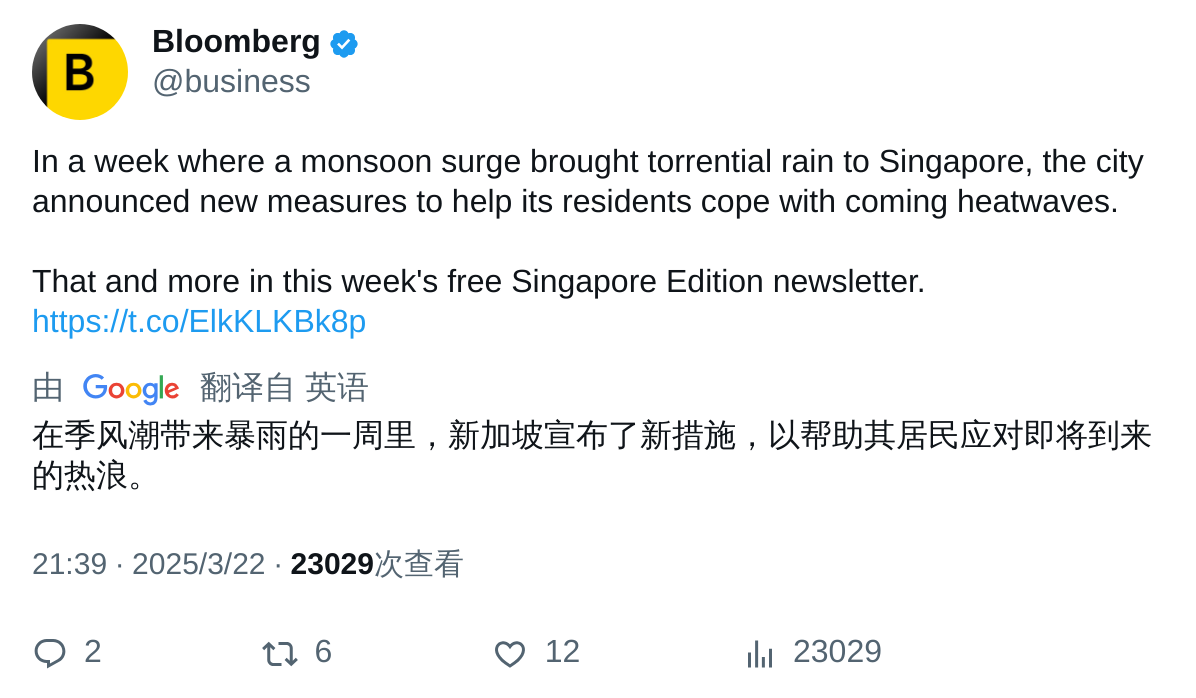 Bloomberg
@business
In a week where a monsoon surge brought torrential rain to Singapore, the city
announced new measures to help its residents cope with coming heatwaves.
That and more in this week's free Singapore Edition newsletter.
https://t.co/ElkKLKBk8p
由 Google 翻译自 英语
在季风潮带来暴雨的一周里，新加坡宣布了新措施，以帮助其居民应对即将到来
的热浪。
21:39 · 2025/3/22 · 23029次查看
2 6 12 23029